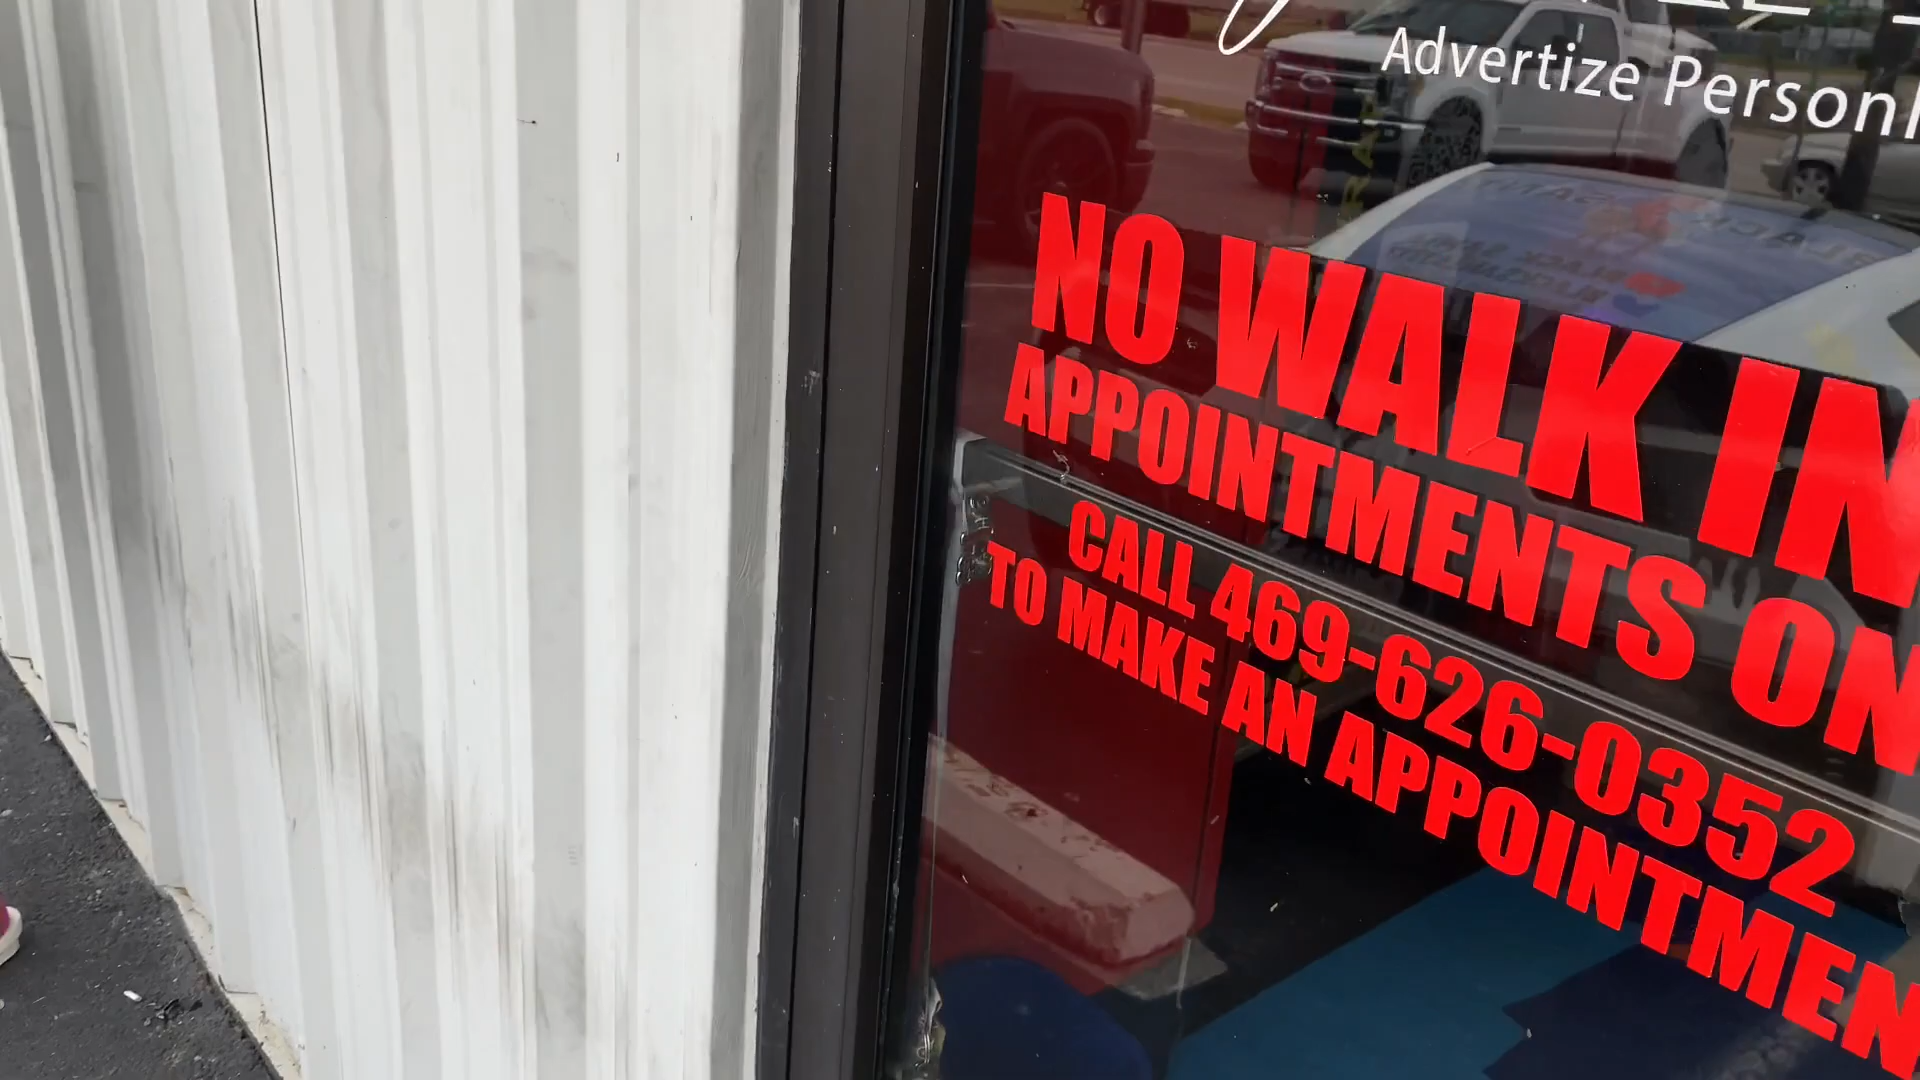 Advertize Person
NO WALK IN
APPOINTMENTS ON
CALL 469-626-0352
TO MAKE AN APPOINTMEN